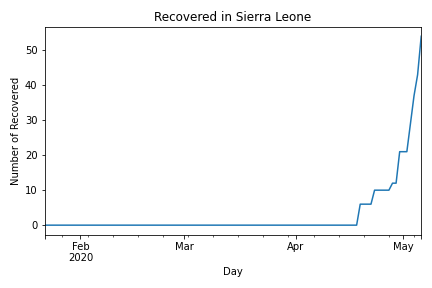 Recovered in Sierra Leone
Number of Recovered
50
40
30
20
10
0
Feb
2020
Mar
Apr
May
Day